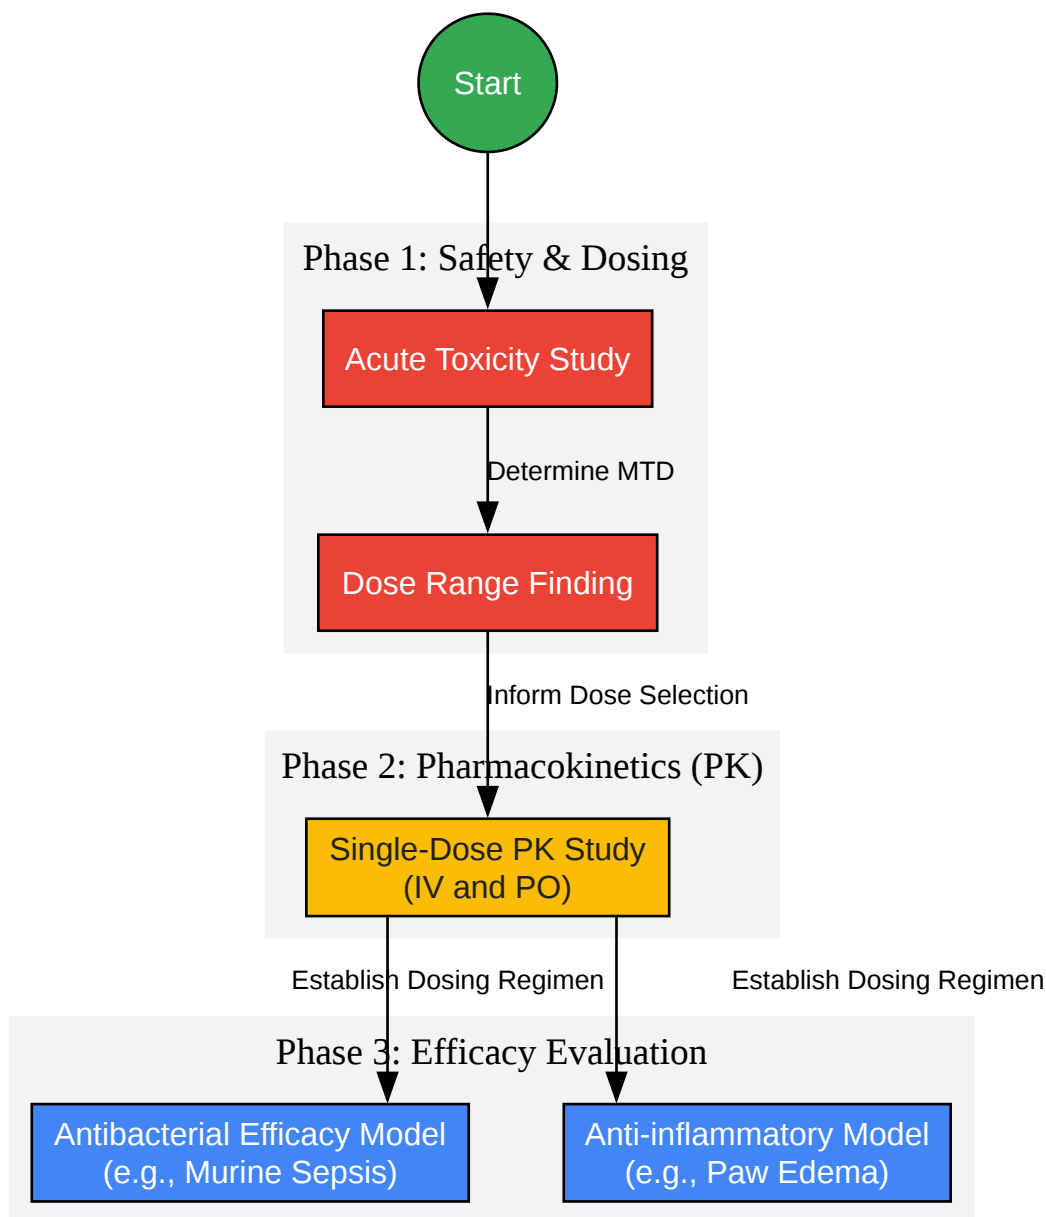 Start
Phase 1: Safety & Dosing
Acute Toxicity Study
Determine MTD
Dose Range Finding
Inform Dose Selection
Phase 2: Pharmacokinetics (PK)
Single-Dose PK Study
(IV and PO)
Establish Dosing Regimen
Establish Dosing Regimen
Phase 3: Efficacy Evaluation
Antibacterial Efficacy Model
(e.g., Murine Sepsis)
Anti-inflammatory Model
(e.g., Paw Edema)